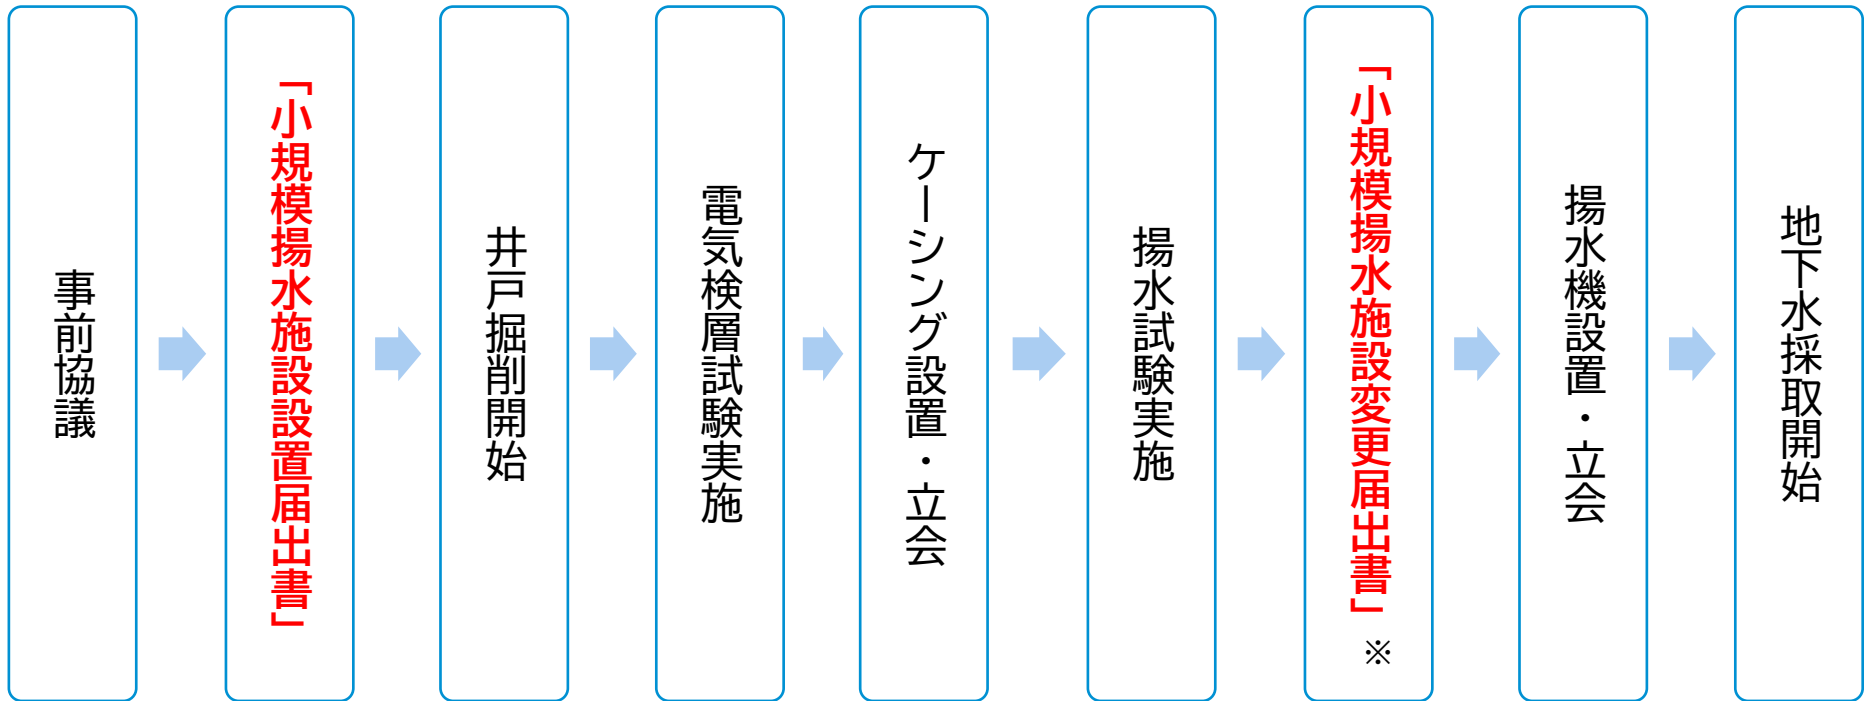 事前協議
「小規模揚水施設設置届出書」
井戸掘削開始
電気検層試験実施
ケーシング設置・立会
揚水試験実施
「小規模揚水施設変更届出書」※
揚水機設置・立会
地下水採取開始